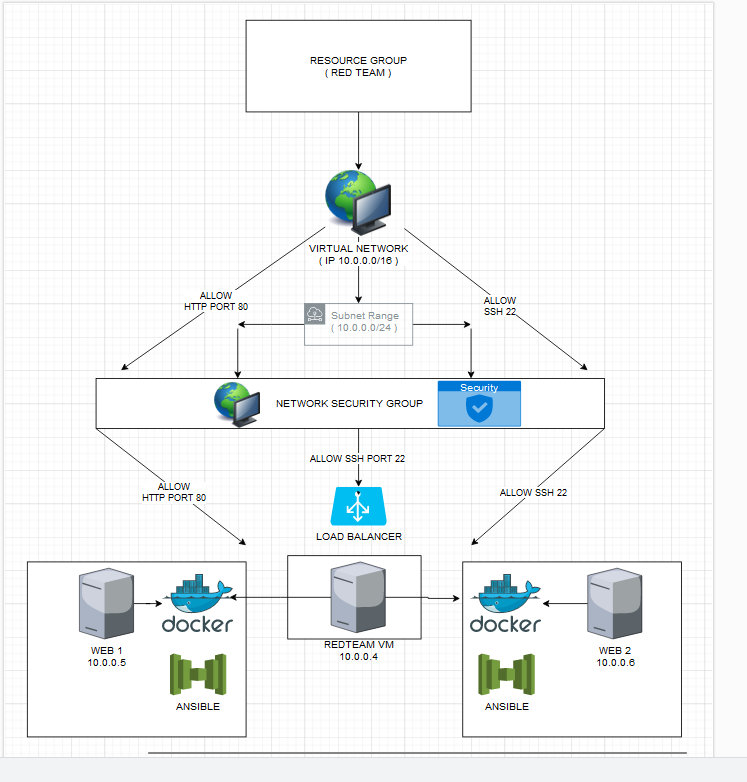 RESOURCE GROUP
( RED TEAM )
VIRTUAL NETWORK
( IP 10.0.0.0/16 )
ALLOW
HTTP PORT 80
ALLOW
SSH 22
Subnet Range
( 10.0.0.0/24 )
NETWORK SECURITY GROUP
Security
ALLOW SSH PORT 22
ALLOW
HTTP PORT 80
ALLOW SSH 22
LOAD BALANCER
docker
docker
WEB 1
10.0.0.5
REDTEAM VM
10.0.0.4
WEB 2
10.0.0.6
ANSIBLE
ANSIBLE